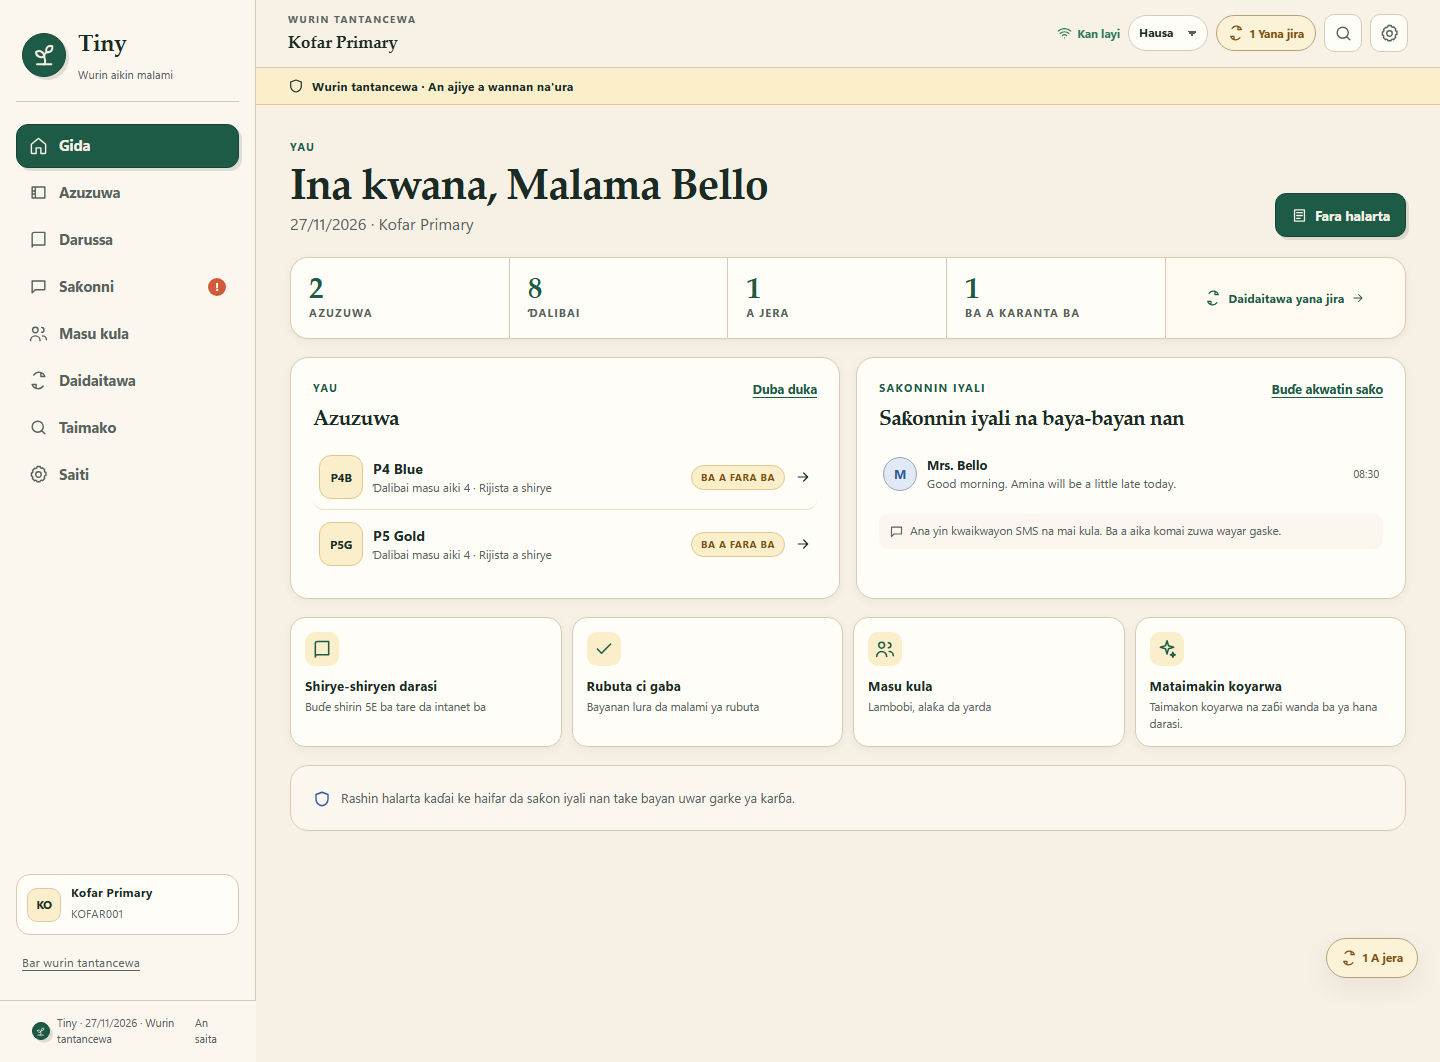 Tiny
Wurin aikin malami
Gida
Azuzuwa
Darussa
Saƙonni
!
Masu kula
Daidaitawa
Taimako
Saiti
KO
Kofar Primary
KOFAR001
Bar wurin tantancewa
Tiny · 27/11/2026 · Wurin
tantancewa
An
saita
WURIN TANTANCEWA
Kofar Primary
Kan layi
Hausa
1 Yana jira
Wurin tantancewa · An ajiye a wannan na'ura
YAU
Ina kwana, Malama Bello
27/11/2026 · Kofar Primary
Fara halarta
2
AZUZUWA
8
ƊALIBAI
1
A JERA
1
BA A KARANTA BA
Daidaitawa yana jira
YAU
Duba duka
Azuzuwa
P4B
P4 Blue
Ɗalibai masu aiki 4 · Rijista a shirye
BA A FARA BA
P5G
P5 Gold
Ɗalibai masu aiki 4 · Rijista a shirye
BA A FARA BA
SAƘONNIN IYALI
Buɗe akwatin saƙo
Saƙonnin iyali na baya-bayan nan
M
Mrs. Bello
Good morning. Amina will be a little late today.
08:30
Ana yin kwaikwayon SMS na mai kula. Ba a aika komai zuwa wayar gaske.
Shirye-shiryen darasi
Buɗe shirin 5E ba tare da intanet ba
Rubuta ci gaba
Bayanan lura da malami ya rubuta
Masu kula
Lambobi, alaƙa da yarda
Mataimakin koyarwa
Taimakon koyarwa na zaɓi wanda ba ya hana
darasi.
Rashin halarta kaɗai ke haifar da saƙon iyali nan take bayan uwar garke ya karɓa.
1 A jera